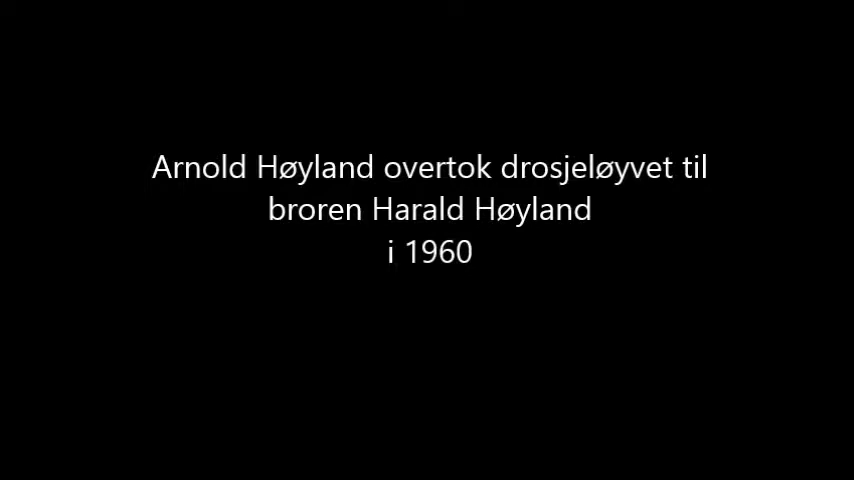 Arnold Høyland overtok drosjeløyvet til
broren Harald Høyland
i 1960